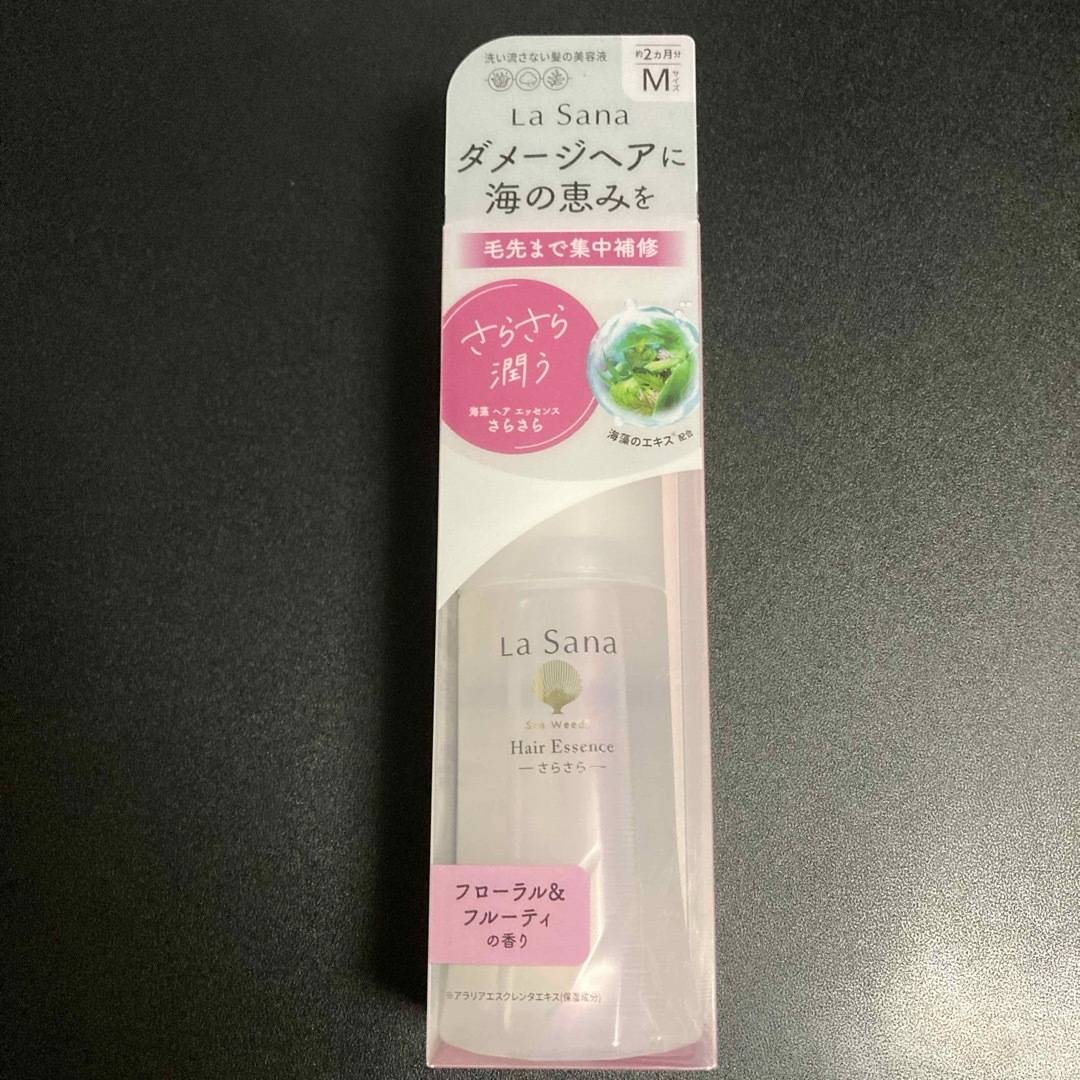 洗い流さない髪の美容液
約2ヵ月分
Mサイズ
La Sana
ダメージヘアに
海の恵みを
毛先まで集中補修
さらさら
潤う
海藻 ヘア エッセンス
さらさら
海藻のエキス※配合
La Sana
Sea Weeds
Hair Essence
—さらさら—
フローラル&
フルーティ
の香り
※アラリアエスクレンタエキス(保湿成分)